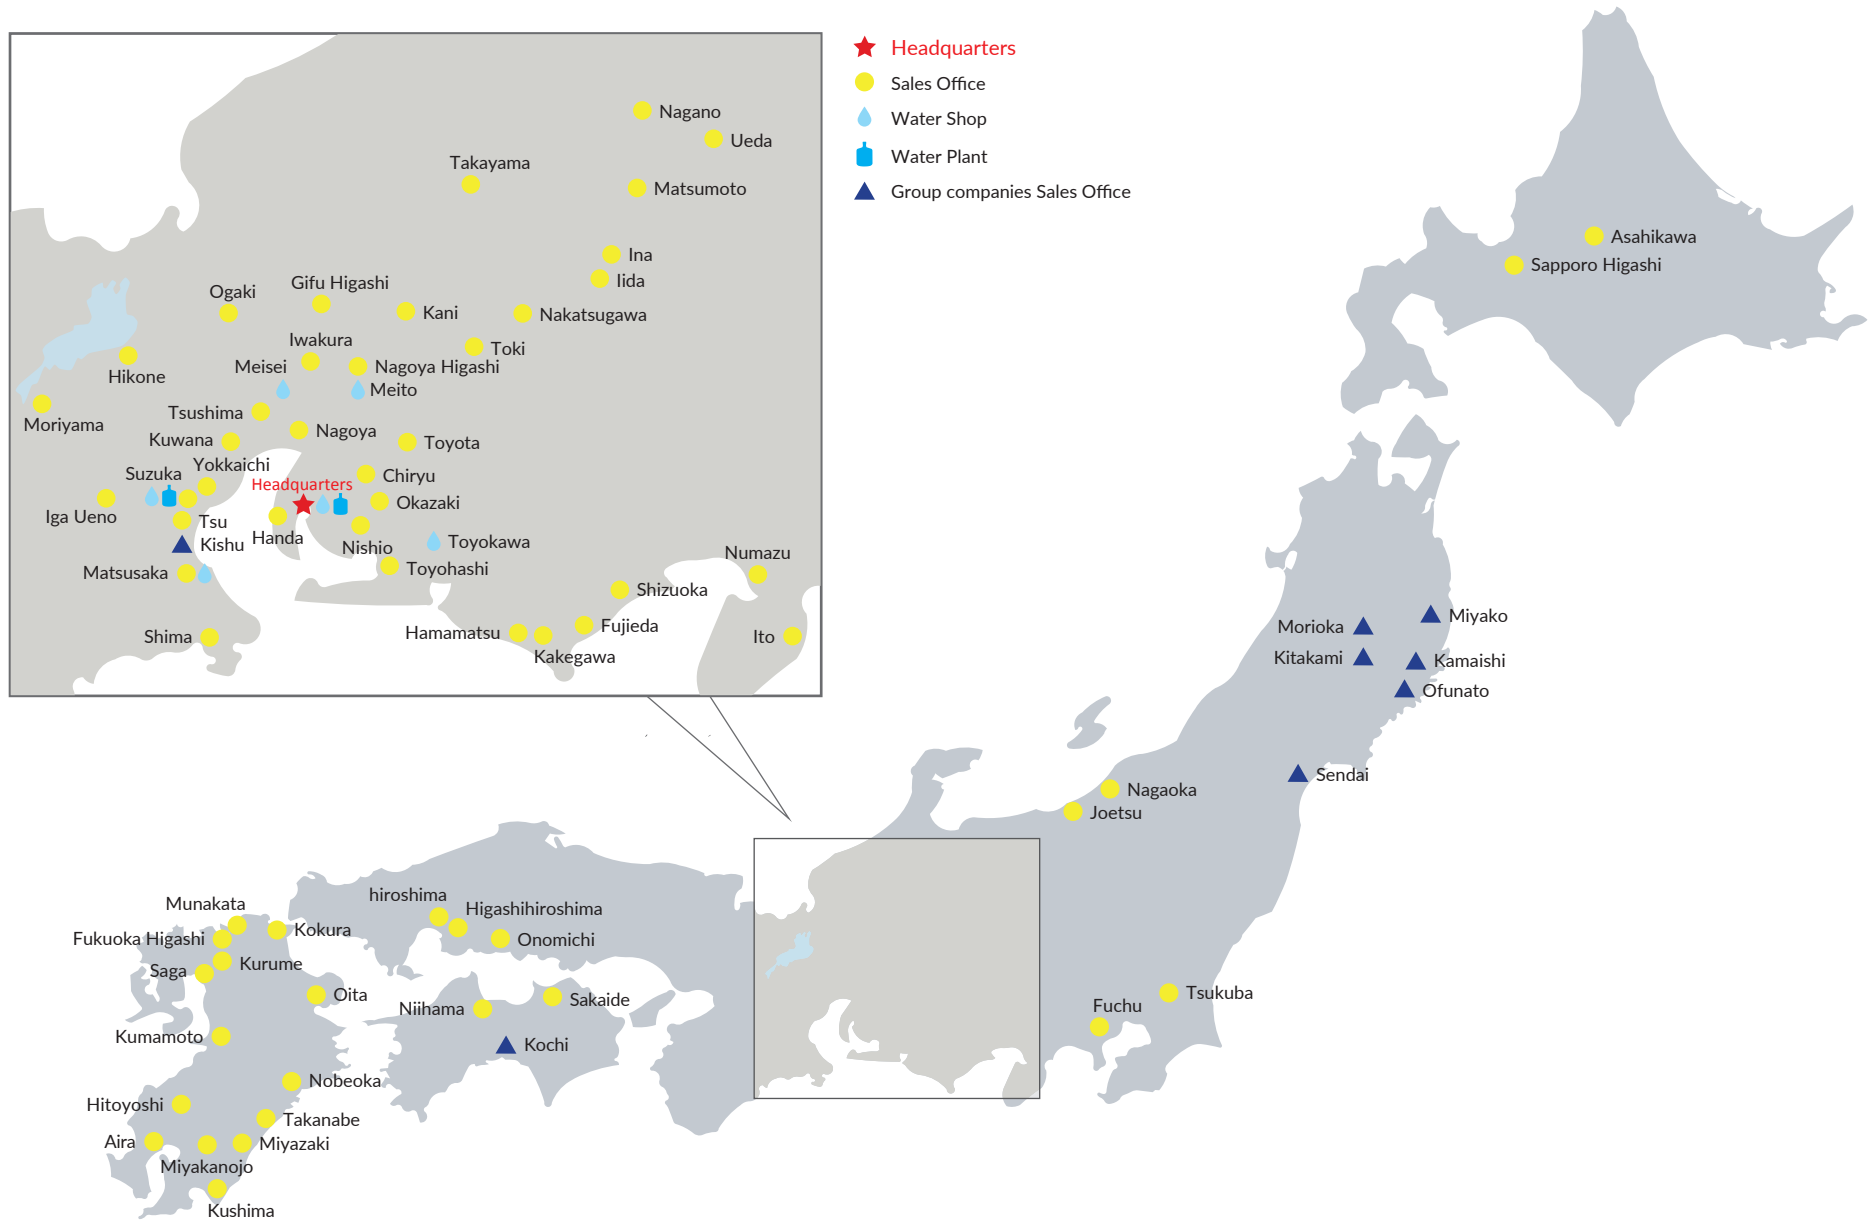 Headquarters
Sales Office
Water Shop
Water Plant
Group companies Sales Office
Nagano
Ueda
Takayama
Matsumoto
Ina
Iida
Gifu Higashi
Ogaki
Kani
Nakatsugawa
Iwakura
Toki
Meisei
Nagoya Higashi
Hikone
Meito
Tsushima
Moriyama
Nagoya
Kuwana
Toyota
Yokkaichi
Suzuka
Chiryu
Headquarters
Okazaki
Iga Ueno
Tsu
Handa
Kishu
Nishio
Toyokawa
Numazu
Toyohashi
Matsusaka
Shizuoka
Fujieda
Hamamatsu
Shima
Ito
Kakegawa
Asahikawa
Sapporo Higashi
Miyako
Morioka
Kitakami
Kamaishi
Ofunato
Sendai
Nagaoka
Joetsu
hiroshima
Munakata
Higashihiroshima
Kokura
Fukuoka Higashi
Onomichi
Kurume
Saga
Oita
Tsukuba
Sakaide
Fuchu
Niihama
Kumamoto
Kochi
Nobeoka
Hitoyoshi
Takanabe
Aira
Miyazaki
Miyakanojo
Kushima